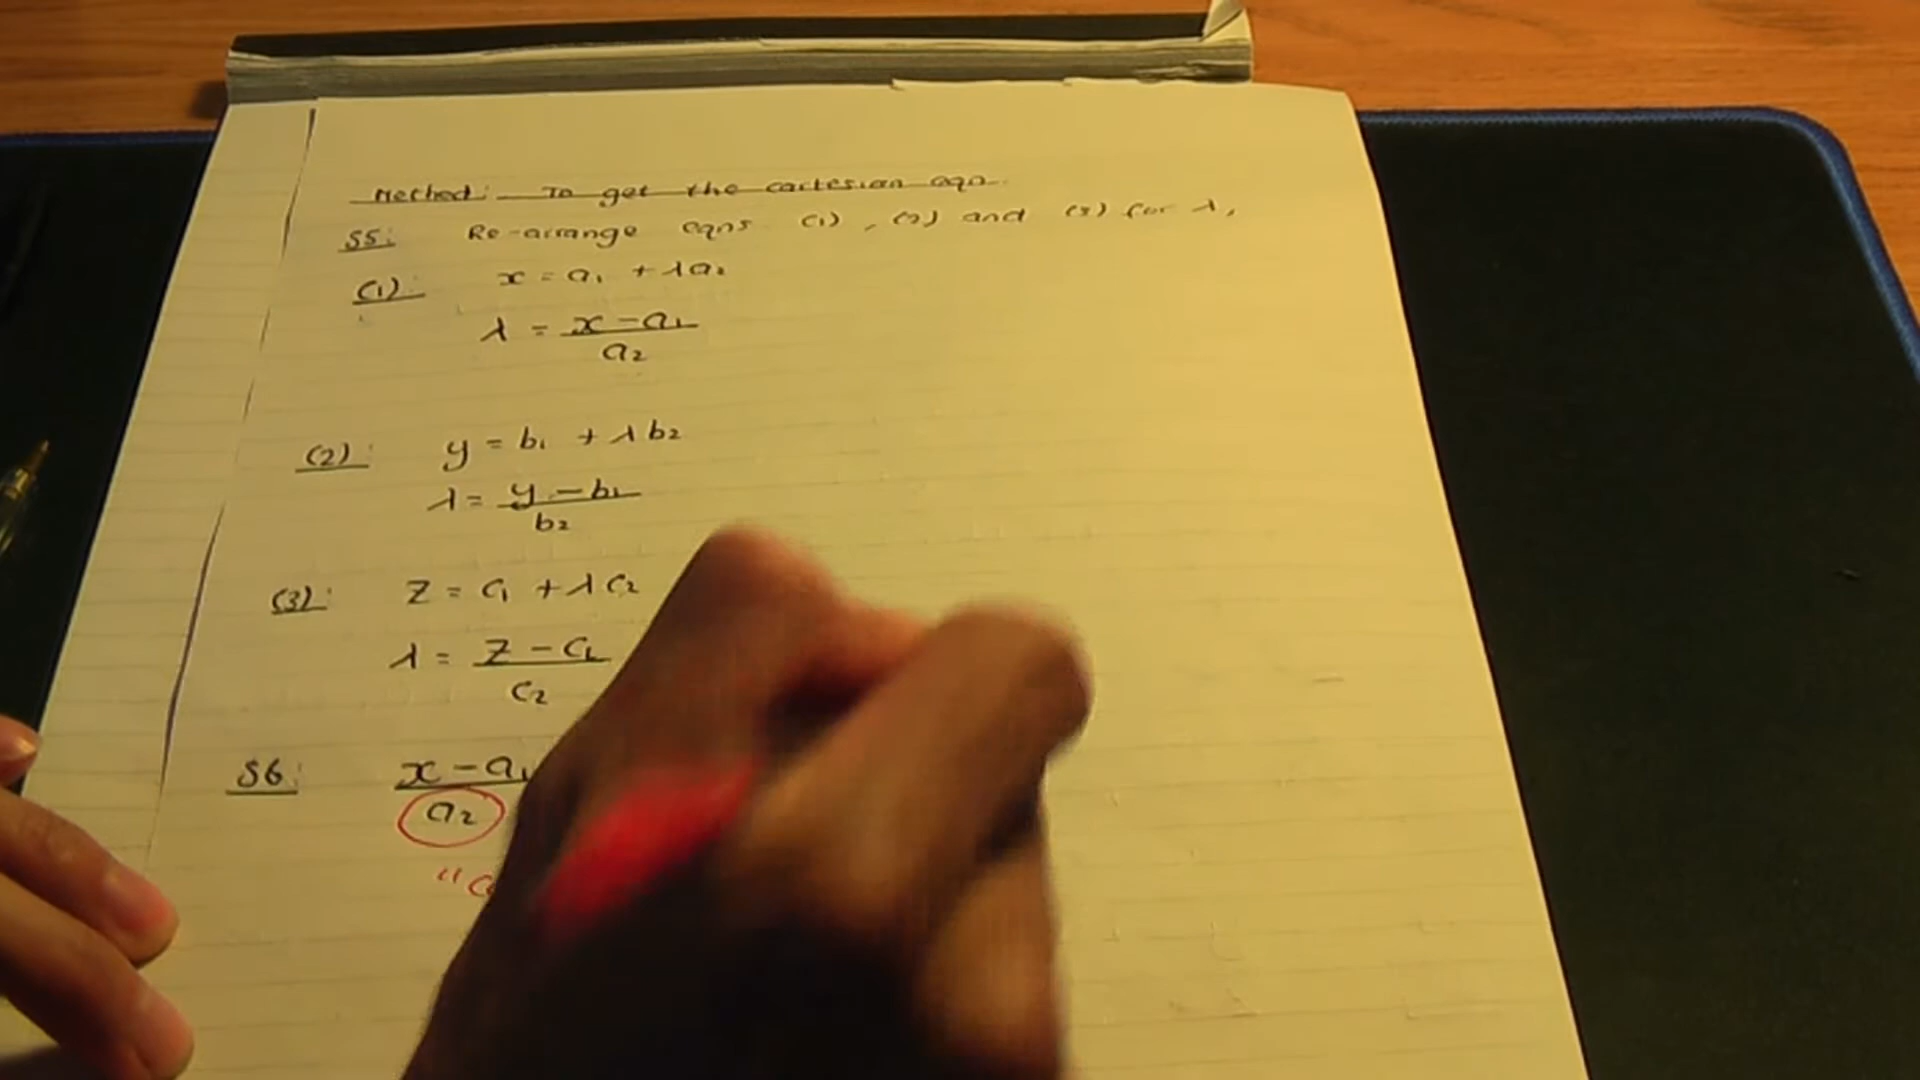 Method: To get the cartesian eqn.
S5: Re-arrange eqns (1), (2) and (3) for λ,
(1): x = a₁ + λa₂
λ = x - a₁
a₂
(2): y = b₁ + λb₂
λ = y - b₁
b₂
(3): z = c₁ + λc₂
λ = z - c₁
c₂
S6: x - a₁
a₂